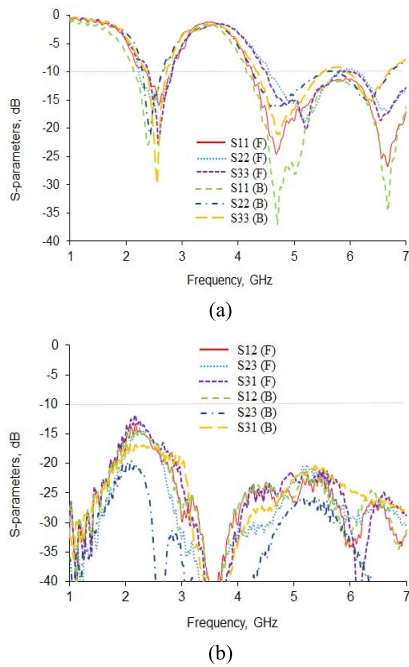 0
-5
-10
-15
-20
-25
-30
-35
-40
S-parameters, dB
S11 (F)
S22 (F)
S33 (F)
S11 (B)
S22 (B)
S33 (B)
1 2 3 4 5 6 7
Frequency, GHz
(a)
0
-5
-10
-15
-20
-25
-30
-35
-40
S-parameters, dB
S12 (F)
S23 (F)
S31 (F)
S12 (B)
S23 (B)
S31 (B)
1 2 3 4 5 6 7
Frequency, GHz
(b)